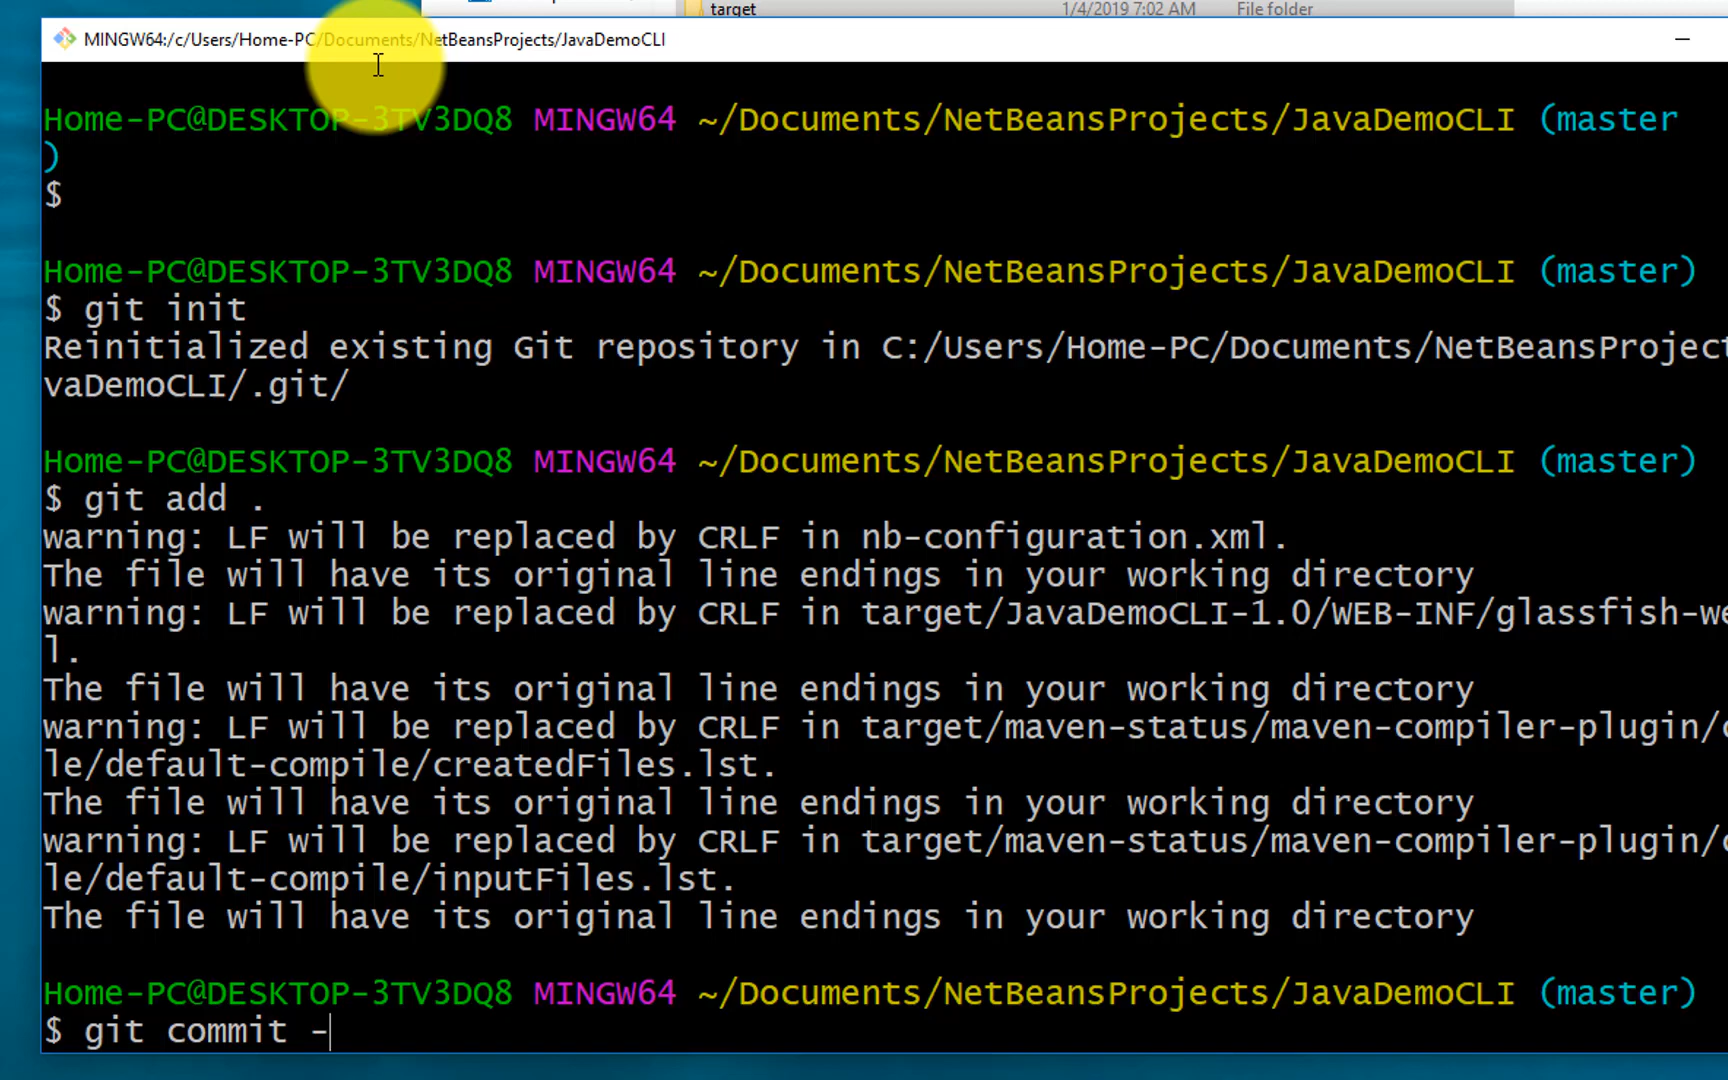 target 1/4/2019 7:02 AM File folder
MINGW64:/c/Users/Home-PC/Documents/NetBeansProjects/JavaDemoCLI
Home-PC@DESKTOP-3TV3DQ8 MINGW64 ~/Documents/NetBeansProjects/JavaDemoCLI (master
)
$
Home-PC@DESKTOP-3TV3DQ8 MINGW64 ~/Documents/NetBeansProjects/JavaDemoCLI (master)
$ git init
Reinitialized existing Git repository in C:/Users/Home-PC/Documents/NetBeansProject
vaDemoCLI/.git/
Home-PC@DESKTOP-3TV3DQ8 MINGW64 ~/Documents/NetBeansProjects/JavaDemoCLI (master)
$ git add .
warning: LF will be replaced by CRLF in nb-configuration.xml.
The file will have its original line endings in your working directory
warning: LF will be replaced by CRLF in target/JavaDemoCLI-1.0/WEB-INF/glassfish-we
l.
The file will have its original line endings in your working directory
warning: LF will be replaced by CRLF in target/maven-status/maven-compiler-plugin/c
le/default-compile/createdFiles.lst.
The file will have its original line endings in your working directory
warning: LF will be replaced by CRLF in target/maven-status/maven-compiler-plugin/c
le/default-compile/inputFiles.lst.
The file will have its original line endings in your working directory
Home-PC@DESKTOP-3TV3DQ8 MINGW64 ~/Documents/NetBeansProjects/JavaDemoCLI (master)
$ git commit -